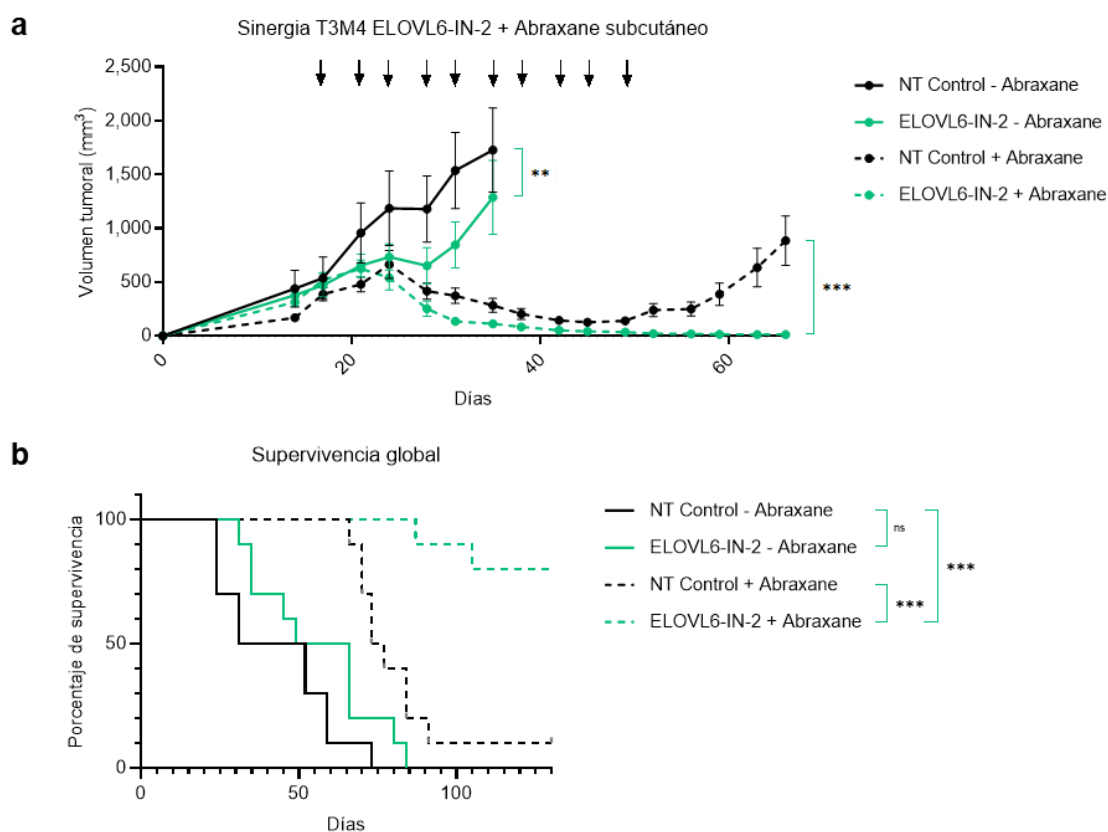 a
Sinergia T3M4 ELOVL6-IN-2 + Abraxane subcutáneo
2,500
2,000
1,500
1,000
500
0
Volumen tumoral (mm³)
0
20
40
60
Días
**
***
NT Control - Abraxane
ELOVL6-IN-2 - Abraxane
NT Control + Abraxane
ELOVL6-IN-2 + Abraxane
b
Supervivencia global
100
50
0
Porcentaje de supervivencia
0
50
100
Días
NT Control - Abraxane
ELOVL6-IN-2 - Abraxane
NT Control + Abraxane
ELOVL6-IN-2 + Abraxane
ns
***
***